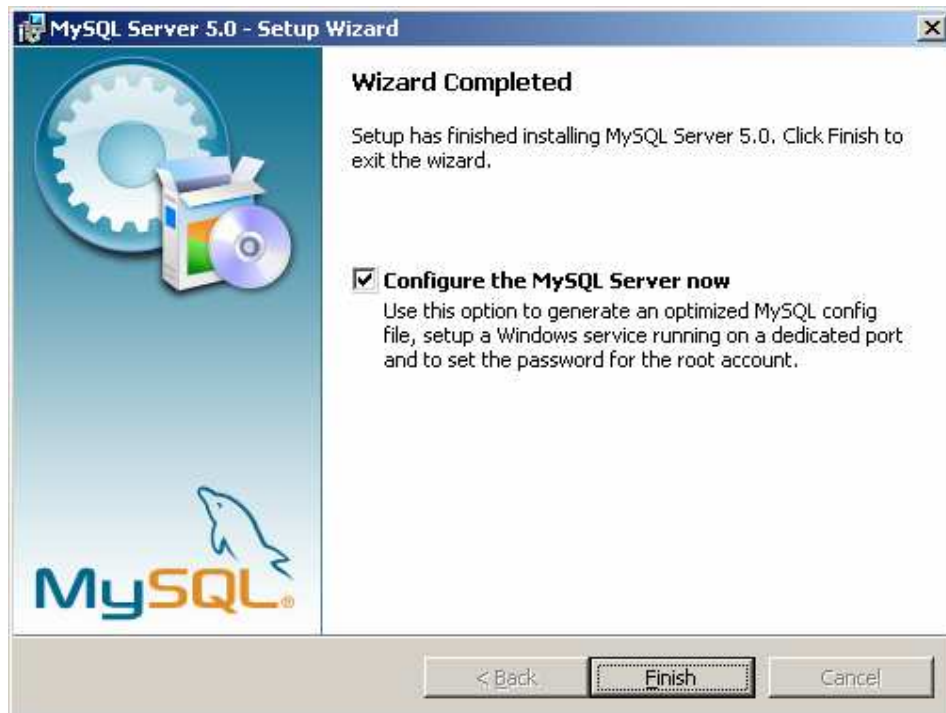 MySQL Server 5.0 - Setup Wizard
Wizard Completed
Setup has finished installing MySQL Server 5.0. Click Finish to
exit the wizard.
Configure the MySQL Server now
Use this option to generate an optimized MySQL config
file, setup a Windows service running on a dedicated port
and to set the password for the root account.
MySQL®
< Back
Finish
Cancel